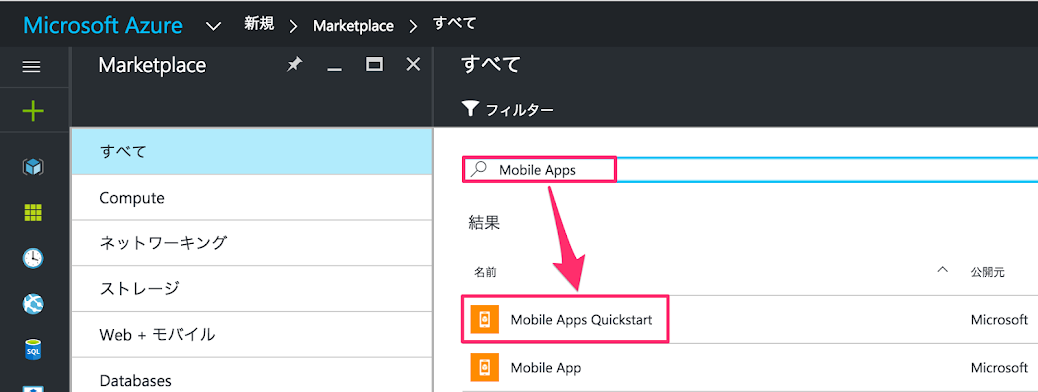 Microsoft Azure 新規 Marketplace すべて
Marketplace
すべて
Compute
ネットワーキング
ストレージ
Web + モバイル
Databases
SQL
すべて
フィルター
Mobile Apps
結果
名前 公開元
Mobile Apps Quickstart Microsoft
Mobile App Microsoft